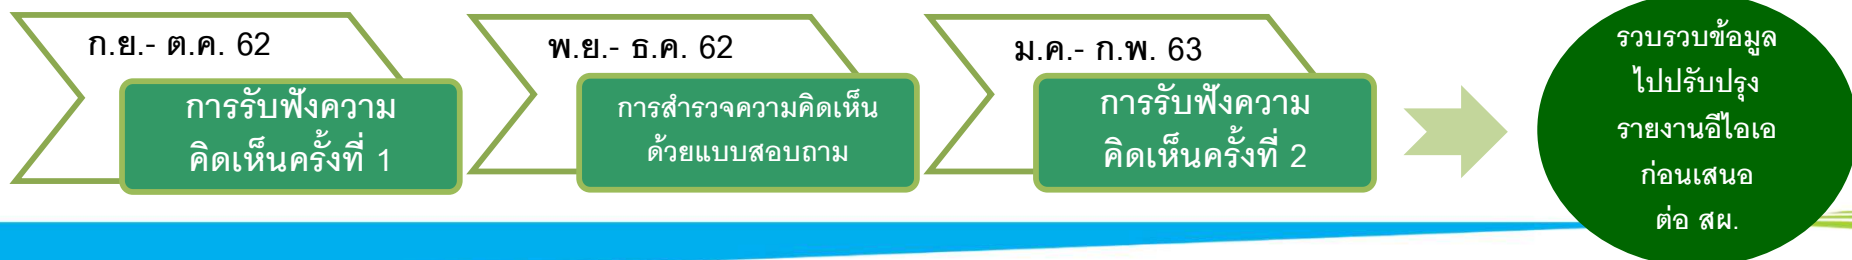 ก.ย.- ต.ค. 62
การรับฟังความ
คิดเห็นครั้งที่ 1
พ.ย.- ธ.ค. 62
การสำรวจความคิดเห็น
ด้วยแบบสอบถาม
ม.ค.- ก.พ. 63
การรับฟังความ
คิดเห็นครั้งที่ 2
รวบรวบข้อมูล
ไปปรับปรุง
รายงานอีไอเอ
ก่อนเสนอ
ต่อ สผ.